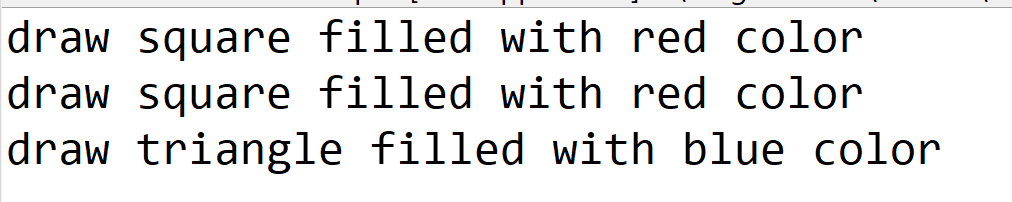 draw square filled with red color
draw square filled with red color
draw triangle filled with blue color